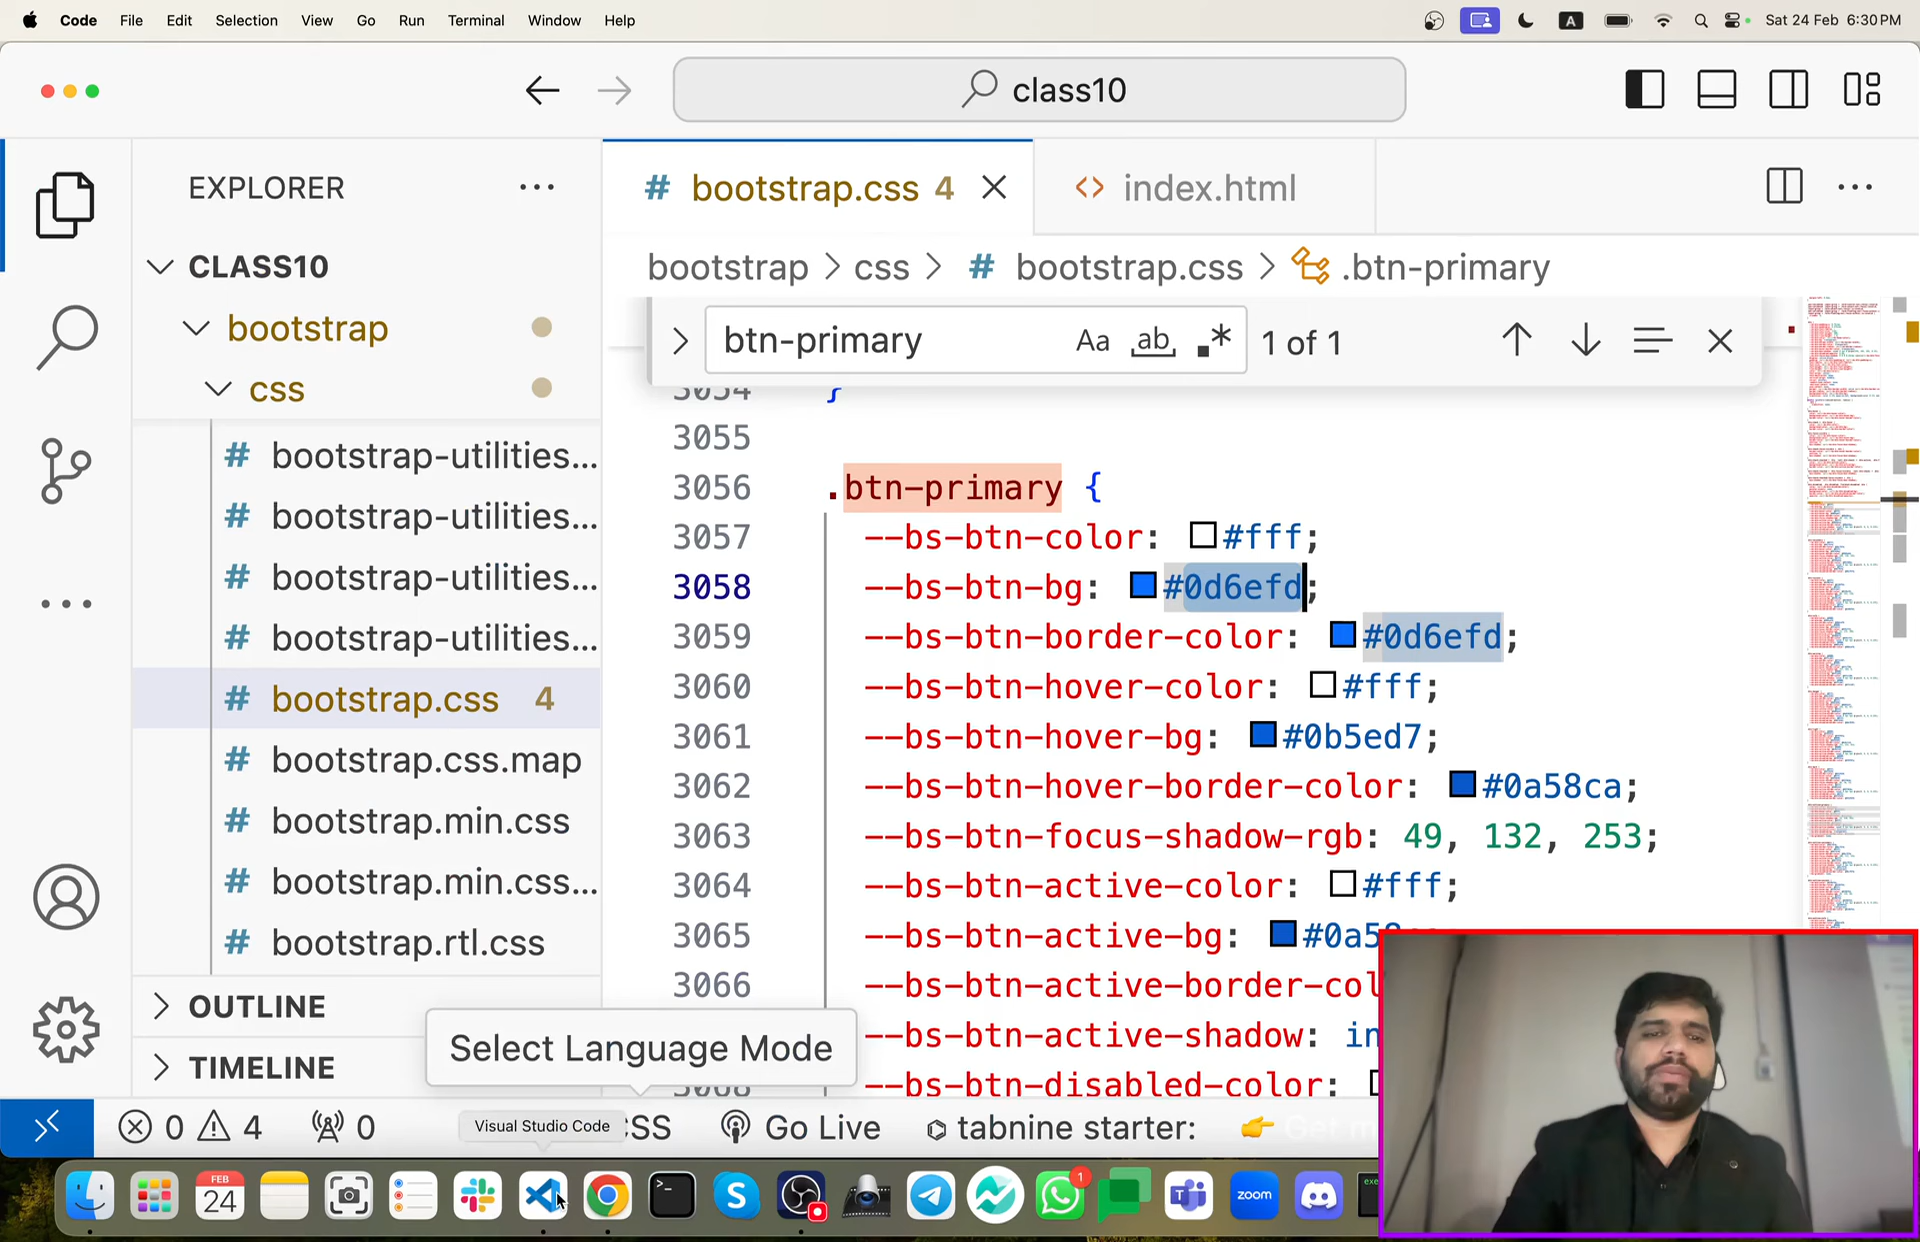 Code File Edit Selection View Go Run Terminal Window Help
A Sat 24 Feb 6:30 PM
class10
EXPLORER
CLASS10
bootstrap
css
bootstrap-utilities...
bootstrap-utilities...
bootstrap-utilities...
bootstrap-utilities...
bootstrap.css 4
bootstrap.css.map
bootstrap.min.css
bootstrap.min.css...
bootstrap.rtl.css
OUTLINE
TIMELINE
# bootstrap.css 4
<> index.html
bootstrap > css > # bootstrap.css > .btn-primary
btn-primary Aa ab .* 1 of 1
3054 }
3055
3056 .btn-primary {
3057 --bs-btn-color: #fff;
3058 --bs-btn-bg: #0d6efd;
3059 --bs-btn-border-color: #0d6efd;
3060 --bs-btn-hover-color: #fff;
3061 --bs-btn-hover-bg: #0b5ed7;
3062 --bs-btn-hover-border-color: #0a58ca;
3063 --bs-btn-focus-shadow-rgb: 49, 132, 253;
3064 --bs-btn-active-color: #fff;
3065 --bs-btn-active-bg: #0a5
3066 --bs-btn-active-border-col
--bs-btn-active-shadow: in
3068 --bs-btn-disabled-color:
Select Language Mode
0 4 0
Visual Studio Code
CSS Go Live tabnine starter:
FEB
24
S
1
zoom
exe